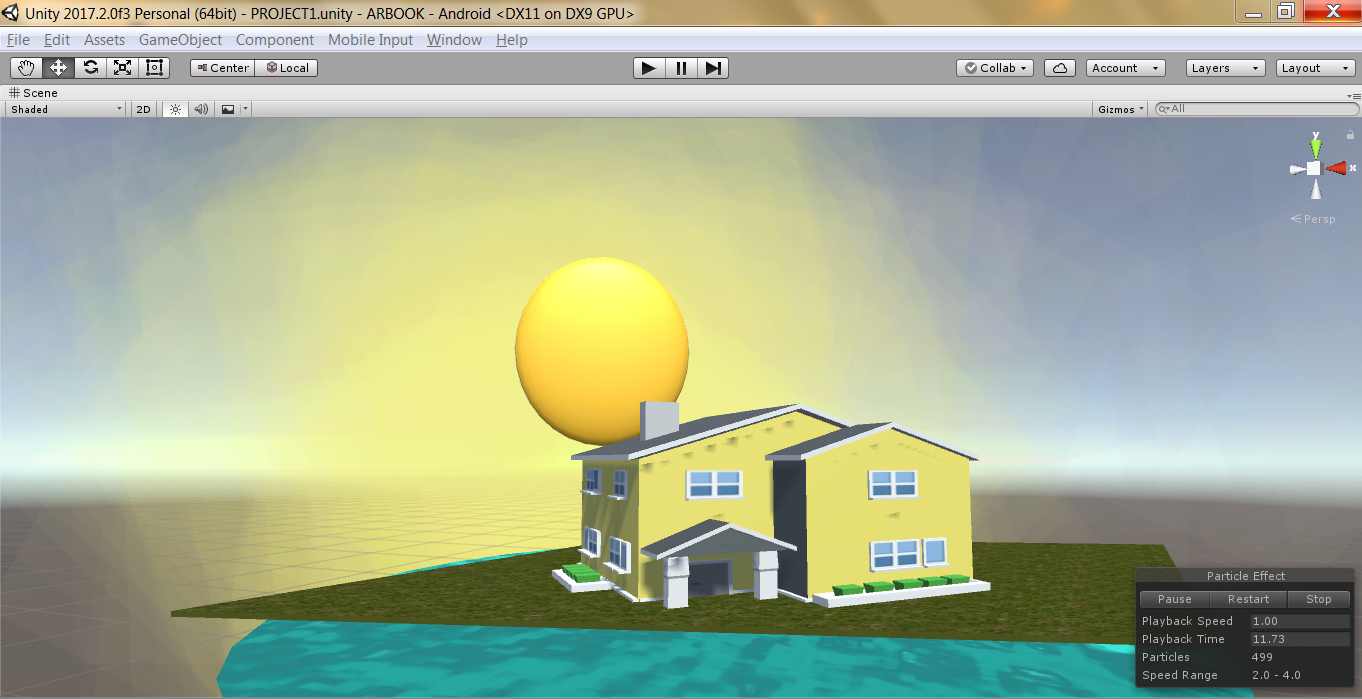 Unity 2017.2.0f3 Personal (64bit) - PROJECT1.unity - ARBOOK - Android <DX11 on DX9 GPU>
File Edit Assets GameObject Component Mobile Input Window Help
Center Local Collab Account Layers Layout
Scene
Shaded 2D Gizmos All
y
x
Persp
Particle Effect
Pause Restart Stop
Playback Speed 1.00
Playback Time 11.73
Particles 499
Speed Range 2.0 - 4.0